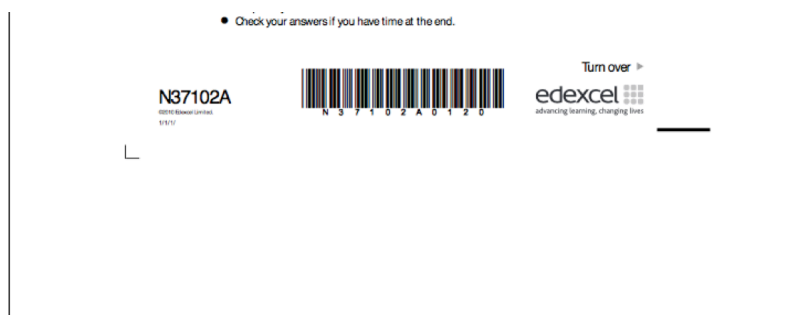 • Check your answers if you have time at the end.
Turn over ▶
N37102A
©2010 Edexcel Limited.
1/1/1/
N 3 7 1 0 2 A 0 1 2 0
edexcel
advancing learning, changing lives